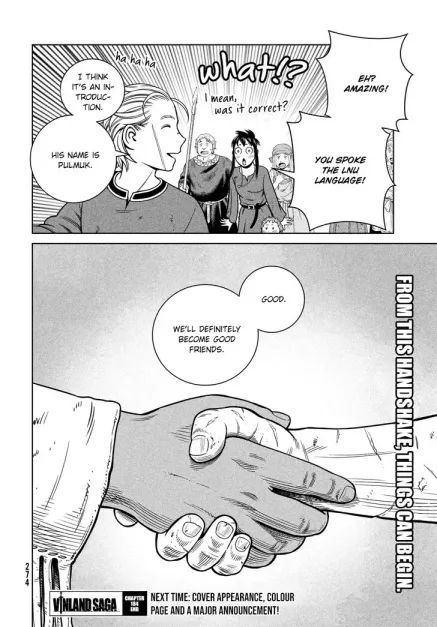 EH?
AMAZING!
YOU SPOKE
THE LNU
LANGUAGE!
what!?
I mean,
was it correct?
ha ha ha
I THINK
IT'S AN IN-
TRODUC-
TION.
HIS NAME IS
PULMUK.
GOOD.
WE'LL DEFINITELY
BECOME GOOD
FRIENDS.
FROM THIS HANDSHAKE, THINGS CAN BEGIN.
274
VINLAND SAGA
CHAPTER
184
END
NEXT TIME: COVER APPEARANCE, COLOUR
PAGE AND A MAJOR ANNOUNCEMENT!